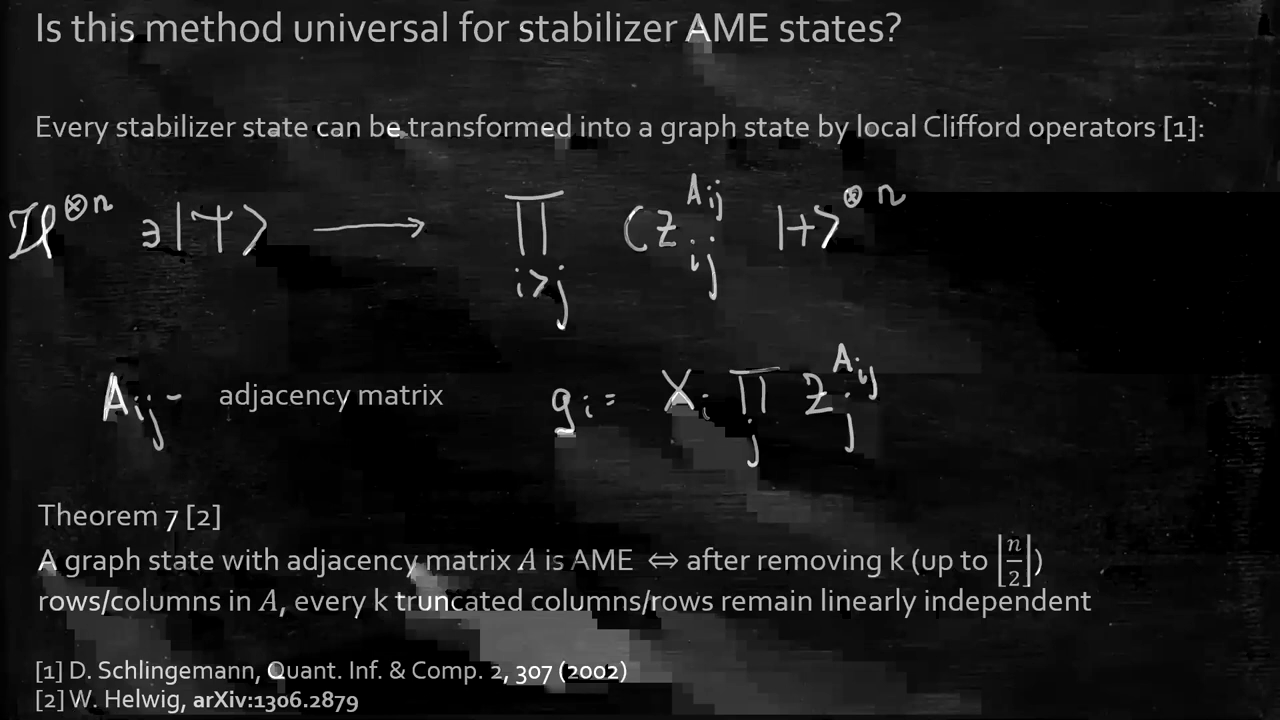 Is this method universal for stabilizer AME states?
Every stabilizer state can be transformed into a graph state by local Clifford operators [1]:
ℋ^{⊗n} ∋ |Ψ⟩ ⟶ ∏_{i>j} CZ_{ij}^{A_{ij}} |+⟩^{⊗n}
A_{ij} - adjacency matrix g_i = X_i ∏_j Z_j^{A_{ij}}
Theorem 7 [2]
A graph state with adjacency matrix A is AME ⇔ after removing k (up to ⌊n/2⌋)
rows/columns in A, every k truncated columns/rows remain linearly independent
[1] D. Schlingemann, Quant. Inf. & Comp. 2, 307 (2002)
[2] W. Helwig, arXiv:1306.2879